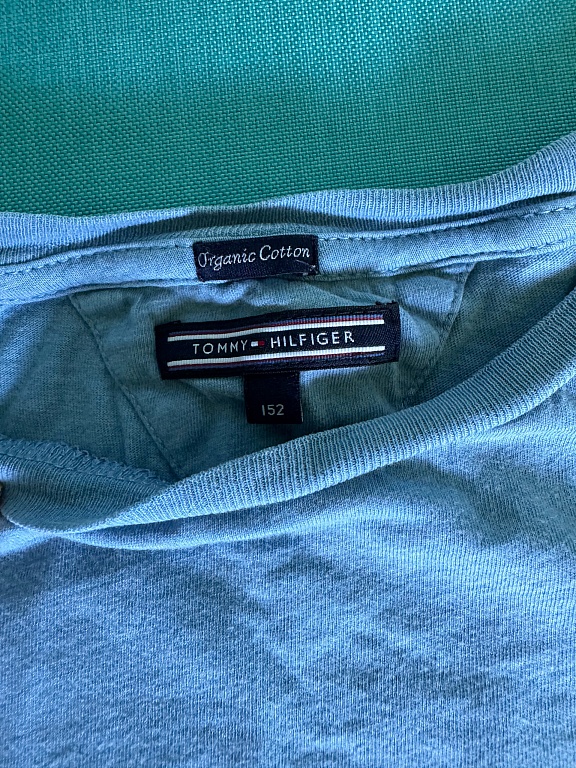 Organic Cotton
TOMMY HILFIGER
152